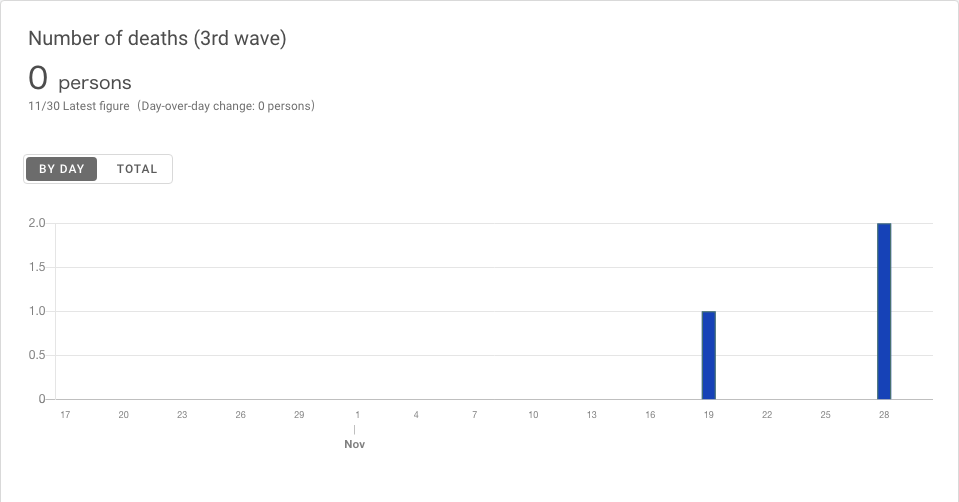 Number of deaths (3rd wave)
0 persons
11/30 Latest figure（Day-over-day change: 0 persons）
BY DAY TOTAL
2.0
1.5
1.0
0.5
0
17 20 23 26 29 1 4 7 10 13 16 19 22 25 28
Nov